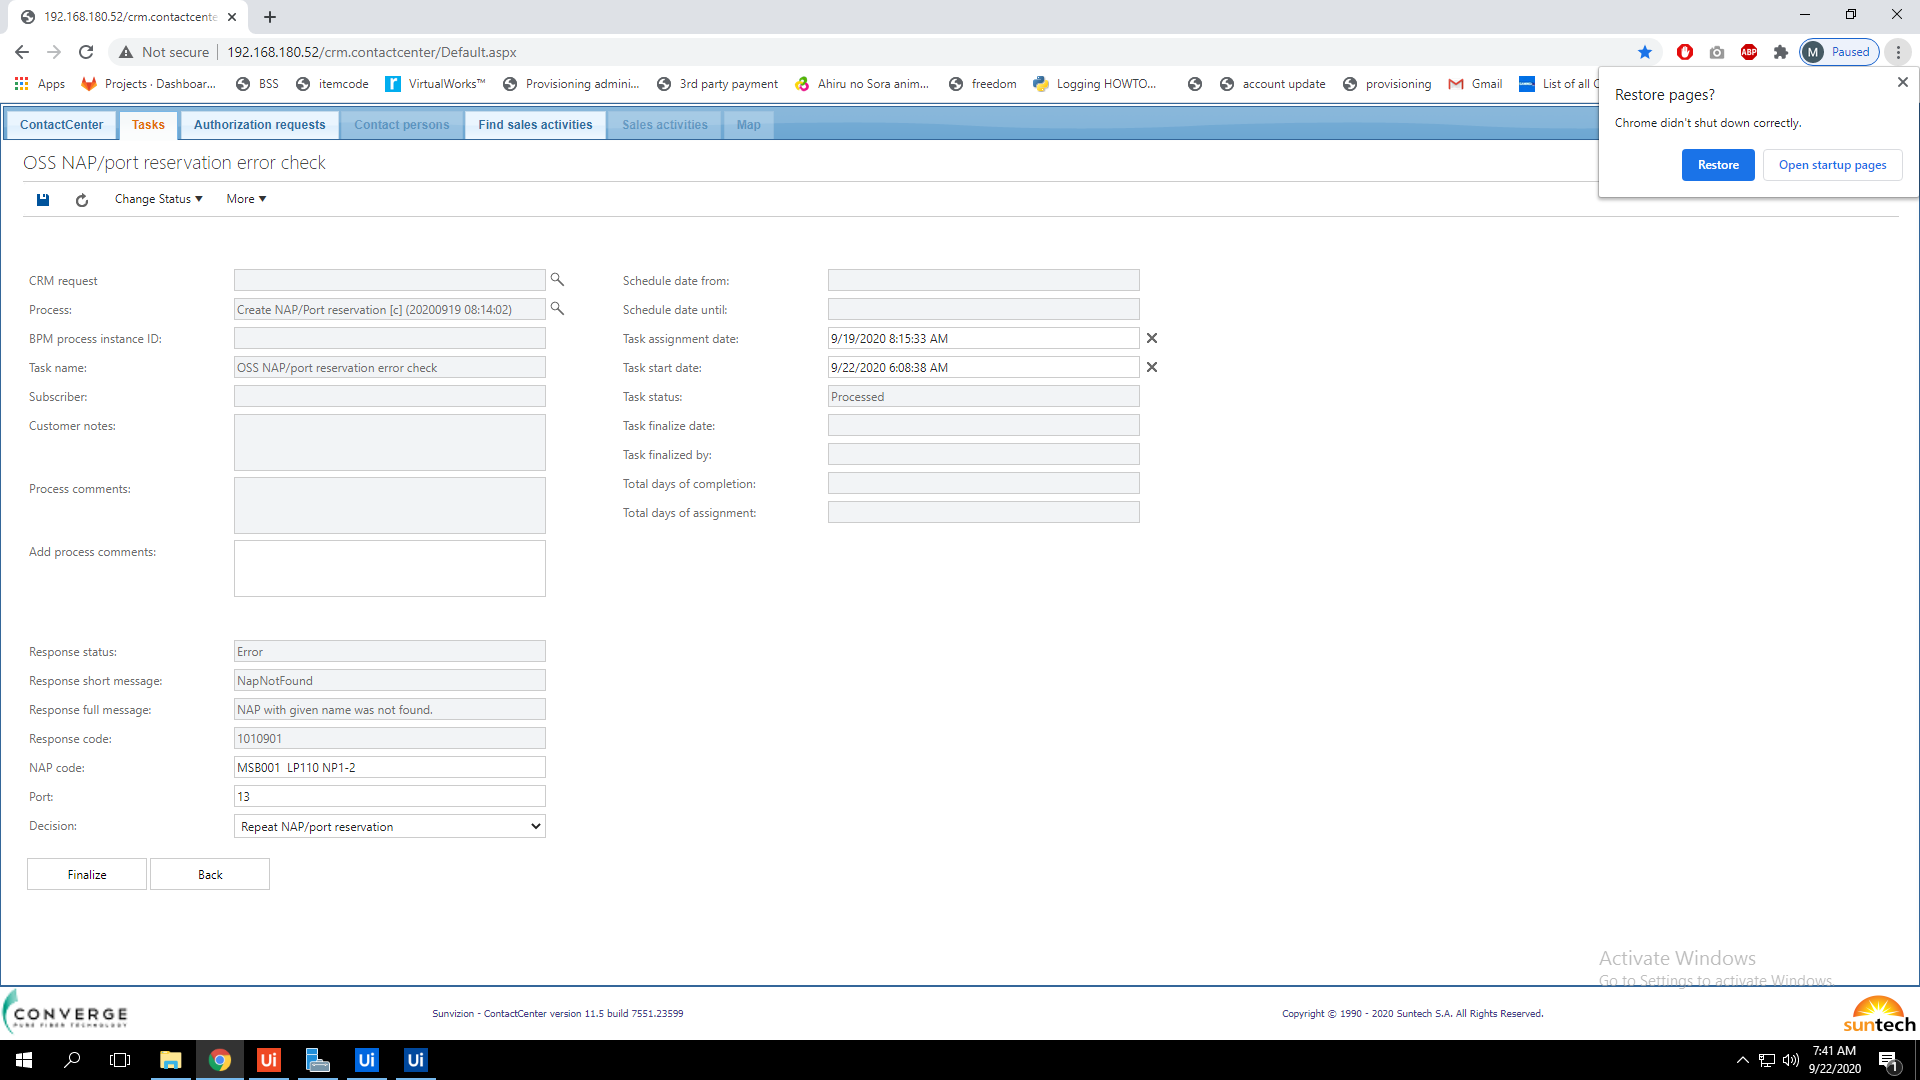 192.168.180.52/crm.contactcente
Not secure
192.168.180.52/crm.contactcenter/Default.aspx
ABP
M Paused
Apps
Projects · Dashboar...
BSS
itemcode
VirtualWorks™
Provisioning admini...
3rd party payment
Ahiru no Sora anim...
freedom
Logging HOWTO...
account update
provisioning
Gmail
List of all C
Restore pages?
Chrome didn't shut down correctly.
Restore
Open startup pages
ContactCenter
Tasks
Authorization requests
Contact persons
Find sales activities
Sales activities
Map
OSS NAP/port reservation error check
Change Status
More
CRM request
Process: Create NAP/Port reservation [c] (20200919 08:14:02)
BPM process instance ID:
Task name: OSS NAP/port reservation error check
Subscriber:
Customer notes:
Process comments:
Add process comments:
Schedule date from:
Schedule date until:
Task assignment date: 9/19/2020 8:15:33 AM
Task start date: 9/22/2020 6:08:38 AM
Task status: Processed
Task finalize date:
Task finalized by:
Total days of completion:
Total days of assignment:
Response status: Error
Response short message: NapNotFound
Response full message: NAP with given name was not found.
Response code: 1010901
NAP code: MSB001  LP110 NP1-2
Port: 13
Decision: Repeat NAP/port reservation
Finalize
Back
Activate Windows
Go to Settings to activate Windows.
CONVERGE
PURE FIBER TECHNOLOGY
Sunvizion - ContactCenter version 11.5 build 7551.23599
Copyright © 1990 - 2020 Suntech S.A. All Rights Reserved.
suntech
Ui
Ui
Ui
7:41 AM
9/22/2020
1